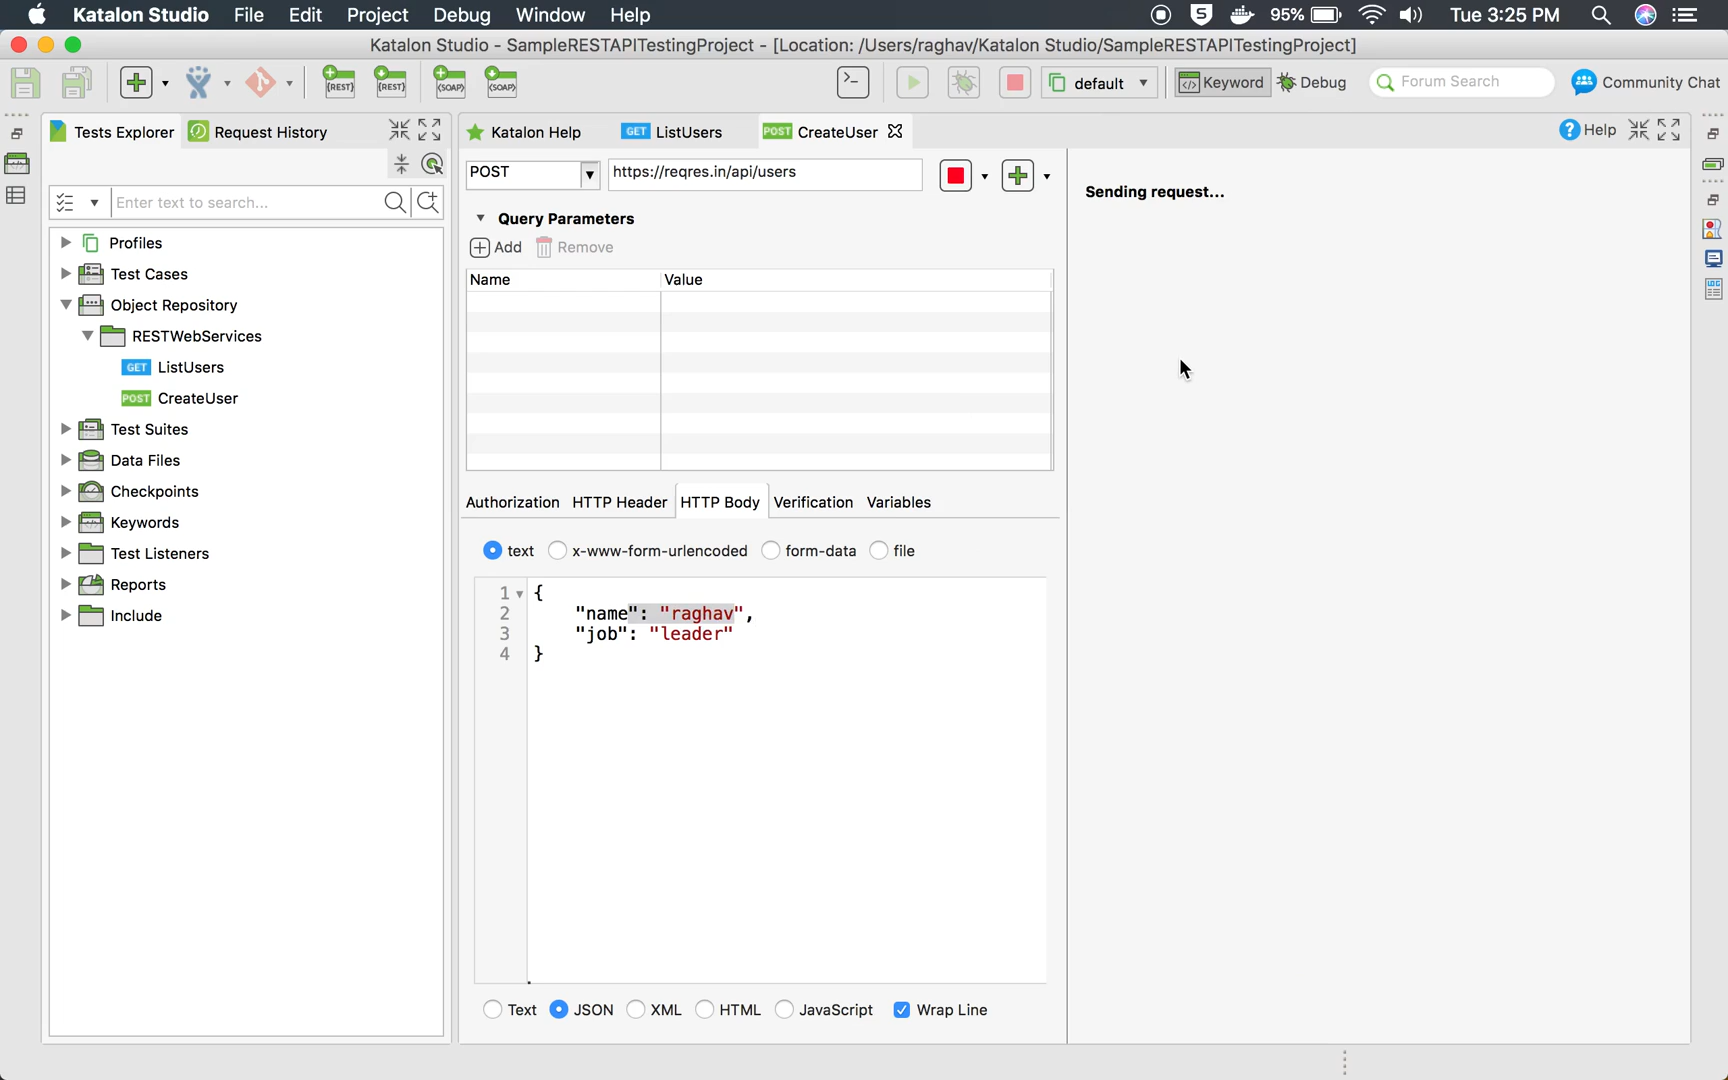 Katalon Studio File Edit Project Debug Window Help 95% Tue 3:25 PM
Katalon Studio - SampleRESTAPITestingProject - [Location: /Users/raghav/Katalon Studio/SampleRESTAPITestingProject]
{REST} {REST} <SOAP> <SOAP> default Keyword Debug Forum Search Community Chat
Tests Explorer Request History
Katalon Help GET ListUsers POST CreateUser Help
POST https://reqres.in/api/users
Sending request...
Enter text to search...
Query Parameters
Add Remove
Name Value
Profiles
Test Cases
Object Repository
RESTWebServices
GET ListUsers
POST CreateUser
Test Suites
Data Files
Checkpoints
Keywords
Test Listeners
Reports
Include
Authorization HTTP Header HTTP Body Verification Variables
text x-www-form-urlencoded form-data file
1 {
2 "name": "raghav",
3 "job": "leader"
4 }
Text JSON XML HTML JavaScript Wrap Line